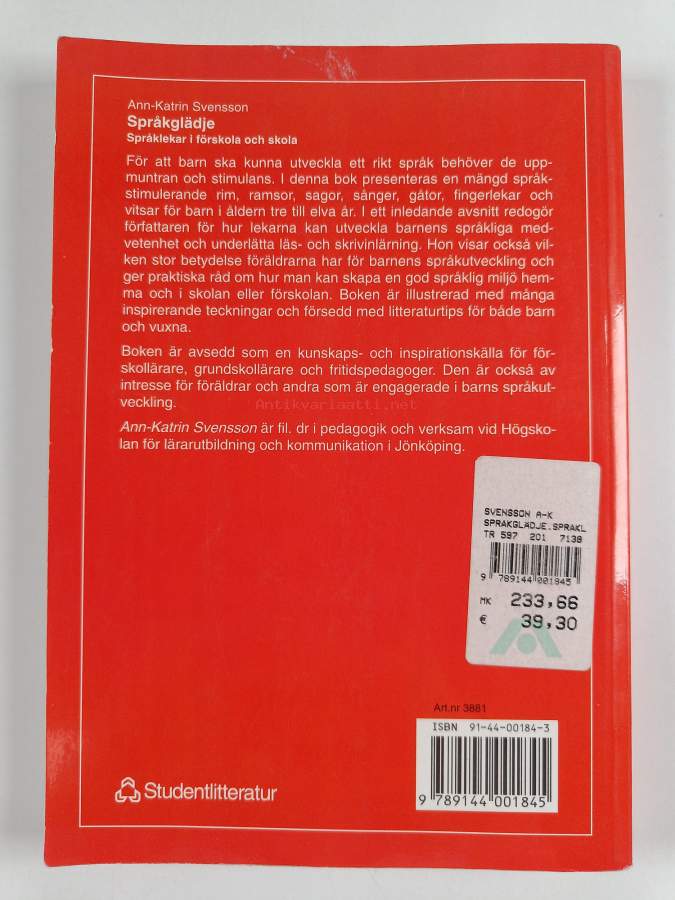 Ann-Katrin Svensson
Språkglädje
Språklekar i förskola och skola
För att barn ska kunna utveckla ett rikt språk behöver de upp-
muntran och stimulans. I denna bok presenteras en mängd språk-
stimulerande rim, ramsor, sagor, sånger, gåtor, fingerlekar och
vitsar för barn i åldern tre till elva år. I ett inledande avsnitt redogör
författaren för hur lekarna kan utveckla barnens språkliga med-
vetenhet och underlätta läs- och skrivinlärning. Hon visar också vil-
ken stor betydelse föräldrarna har för barnens språkutveckling och
ger praktiska råd om hur man kan skapa en god språklig miljö hem-
ma och i skolan eller förskolan. Boken är illustrerad med många
inspirerande teckningar och försedd med litteraturtips för både barn
och vuxna.
Boken är avsedd som en kunskaps- och inspirationskälla för för-
skollärare, grundskollärare och fritidspedagoger. Den är också av
intresse för föräldrar och andra som är engagerade i barns språkut-
veckling.
Antikvariaatti.net
Ann-Katrin Svensson är fil. dr i pedagogik och verksam vid Högsko-
lan för lärarutbildning och kommunikation i Jönköping.
SVENSSON A-K
SPRÅKGLÄDJE.SPRÅKL
TR 597 201 7138
9 789144 001845
MK 233,66
€ 39,30
Art.nr 3881
ISBN 91-44-00184-3
9 789144 001845
Studentlitteratur